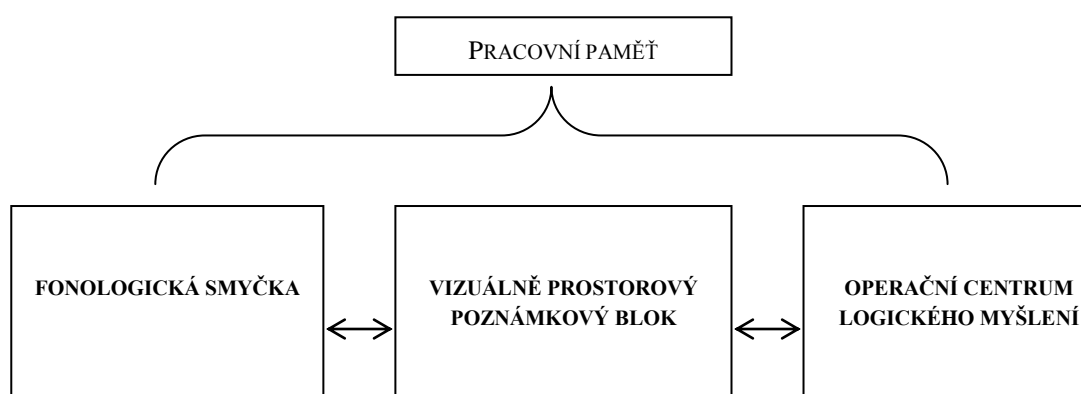 PRACOVNÍ PAMĚŤ
FONOLOGICKÁ SMYČKA
VIZUÁLNĚ PROSTOROVÝ
POZNÁMKOVÝ BLOK
OPERAČNÍ CENTRUM
LOGICKÉHO MYŠLENÍ